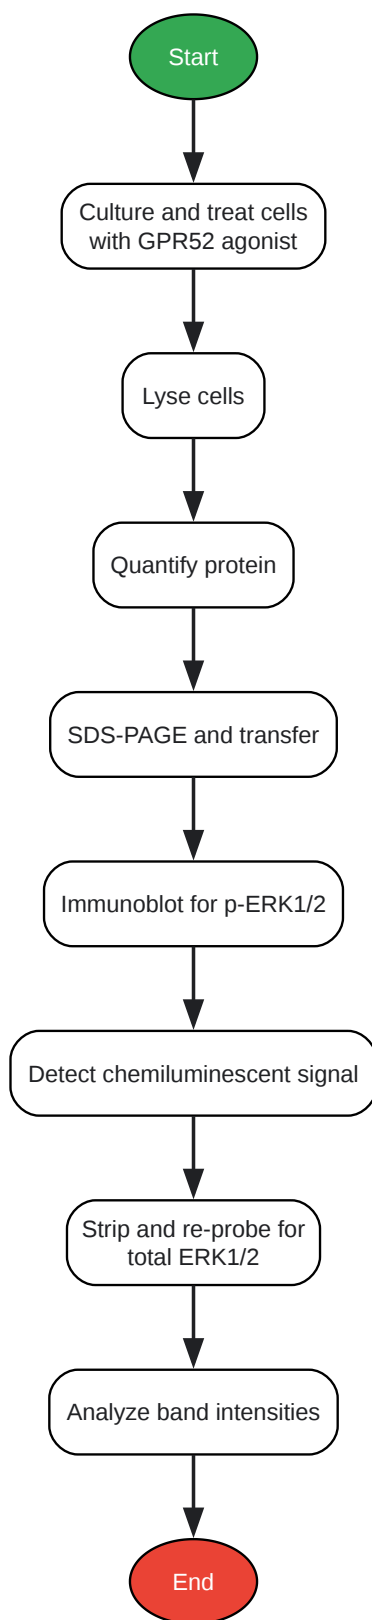 Start
Culture and treat cells
with GPR52 agonist
Lyse cells
Quantify protein
SDS-PAGE and transfer
Immunoblot for p-ERK1/2
Detect chemiluminescent signal
Strip and re-probe for
total ERK1/2
Analyze band intensities
End